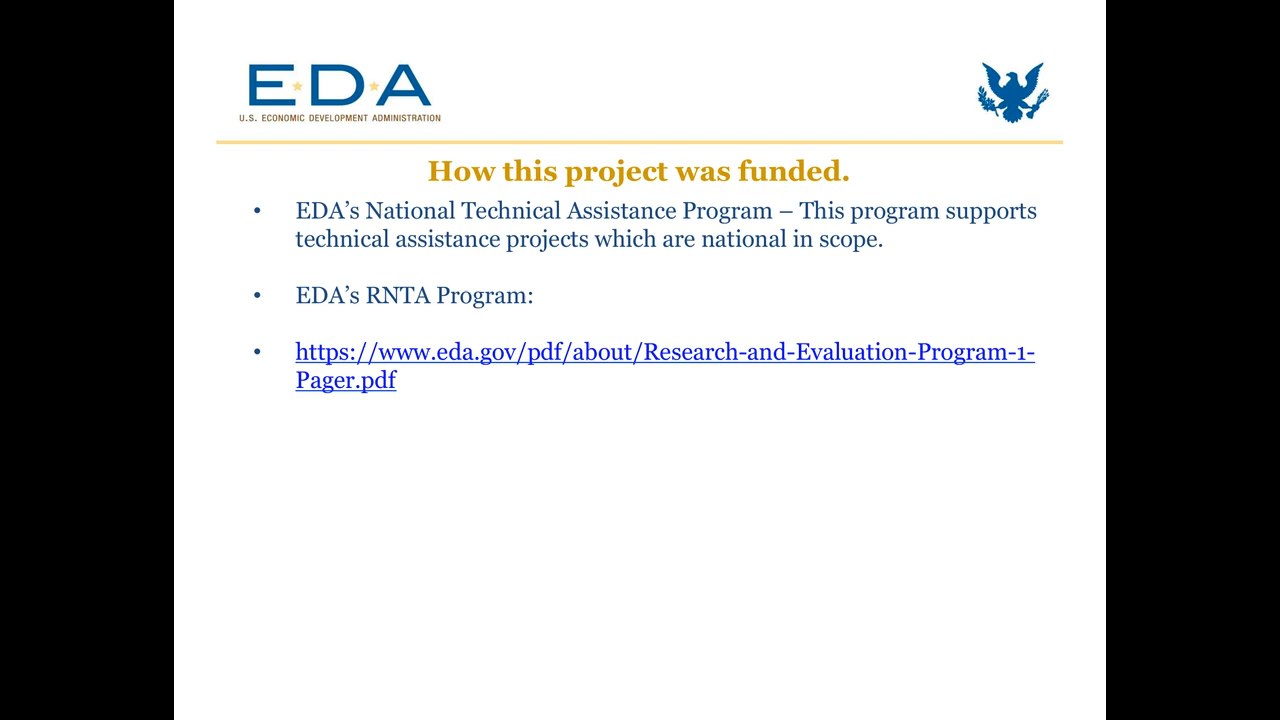 E★D★A
U.S. ECONOMIC DEVELOPMENT ADMINISTRATION
How this project was funded.
• EDA’s National Technical Assistance Program – This program supports
technical assistance projects which are national in scope.
• EDA’s RNTA Program:
• https://www.eda.gov/pdf/about/Research-and-Evaluation-Program-1-
Pager.pdf